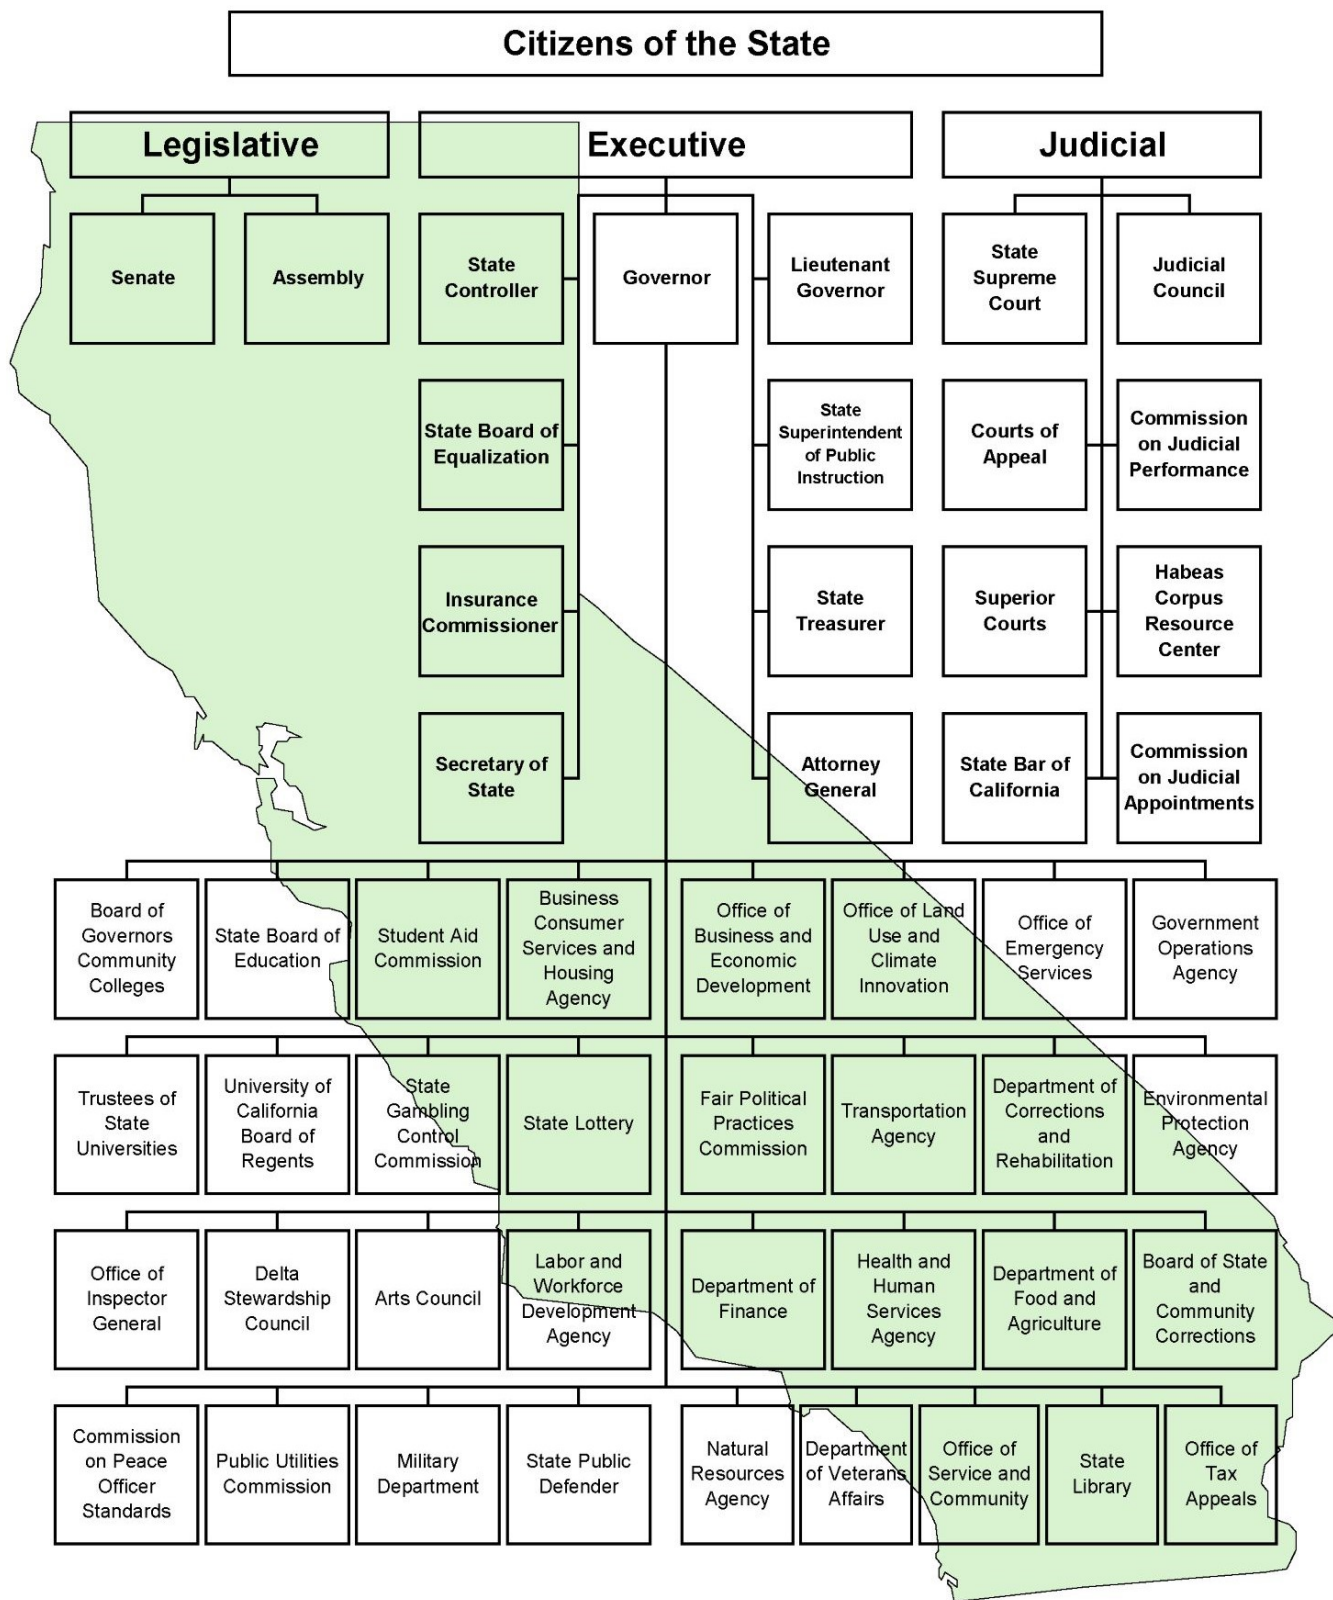 Citizens of the State
Legislative
Executive
Judicial
Senate
Assembly
State
Controller
Governor
Lieutenant
Governor
State
Supreme
Court
Judicial
Council
State Board of
Equalization
State
Superintendent
of Public
Instruction
Courts of
Appeal
Commission
on Judicial
Performance
Insurance
Commissioner
State
Treasurer
Superior
Courts
Habeas
Corpus
Resource
Center
Secretary of
State
Attorney
General
State Bar of
California
Commission
on Judicial
Appointments
Board of
Governors
Community
Colleges
State Board of
Education
Student Aid
Commission
Business
Consumer
Services and
Housing
Agency
Office of
Business and
Economic
Development
Office of Land
Use and
Climate
Innovation
Office of
Emergency
Services
Government
Operations
Agency
Trustees of
State
Universities
University of
California
Board of
Regents
State
Gambling
Control
Commission
State Lottery
Fair Political
Practices
Commission
Transportation
Agency
Department of
Corrections
and
Rehabilitation
Environmental
Protection
Agency
Office of
Inspector
General
Delta
Stewardship
Council
Arts Council
Labor and
Workforce
Development
Agency
Department of
Finance
Health and
Human
Services
Agency
Department of
Food and
Agriculture
Board of State
and
Community
Corrections
Commission
on Peace
Officer
Standards
Public Utilities
Commission
Military
Department
State Public
Defender
Natural
Resources
Agency
Department
of Veterans
Affairs
Office of
Service and
Community
State
Library
Office of
Tax
Appeals